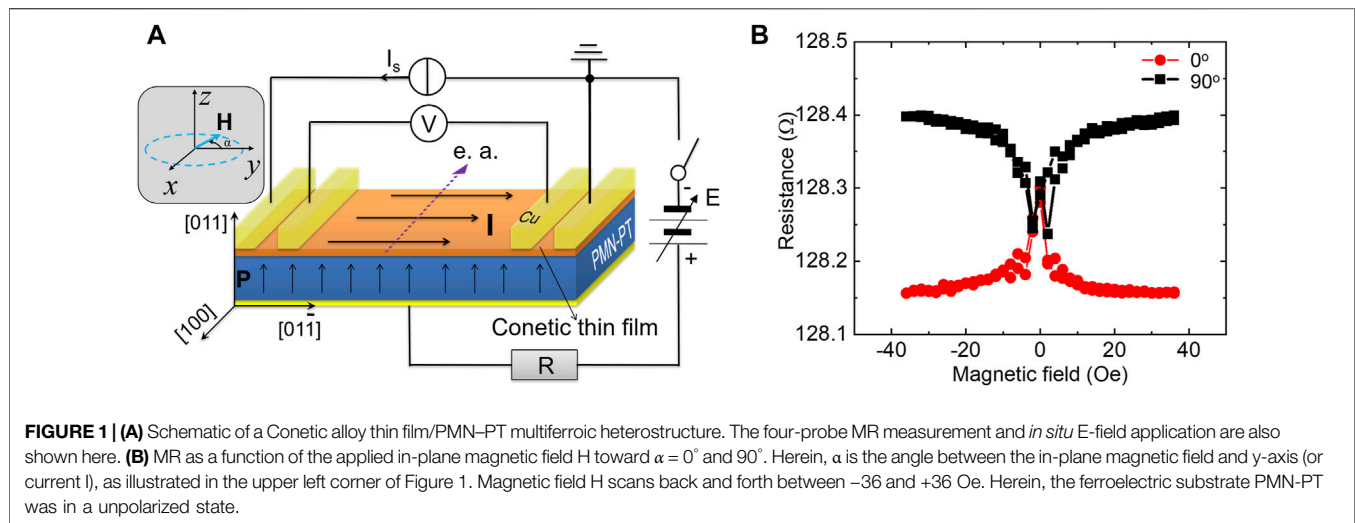 A
I_s
V
z
H
α
y
x
e. a.
[011]
I
Cu
P
PMN-PT
-
E
+
[100]
[01̄1]
Conetic thin film
R
B
128.5
128.4
128.3
128.2
128.1
Resistance (Ω)
0°
90°
-40
-20
0
20
40
Magnetic field (Oe)
FIGURE 1 | (A) Schematic of a Conetic alloy thin film/PMN–PT multiferroic heterostructure. The four-probe MR measurement and in situ E-field application are also
shown here. (B) MR as a function of the applied in-plane magnetic field H toward α = 0° and 90°. Herein, α is the angle between the in-plane magnetic field and y-axis (or
current I), as illustrated in the upper left corner of Figure 1. Magnetic field H scans back and forth between −36 and +36 Oe. Herein, the ferroelectric substrate PMN-PT
was in a unpolarized state.